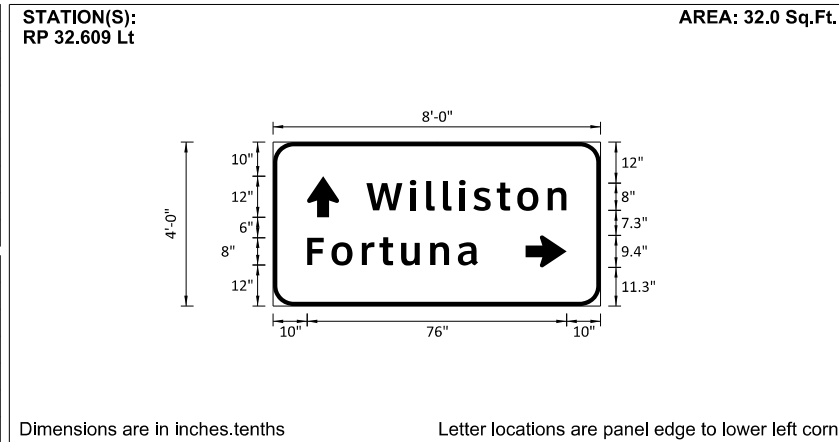 STATION(S):
RP 32.609 Lt
AREA: 32.0 Sq.Ft.
8'-0"
4'-0"
10"
12"
6"
8"
12"
Williston
Fortuna
12"
8"
7.3"
9.4"
11.3"
10"
76"
10"
Dimensions are in inches.tenths
Letter locations are panel edge to lower left corn